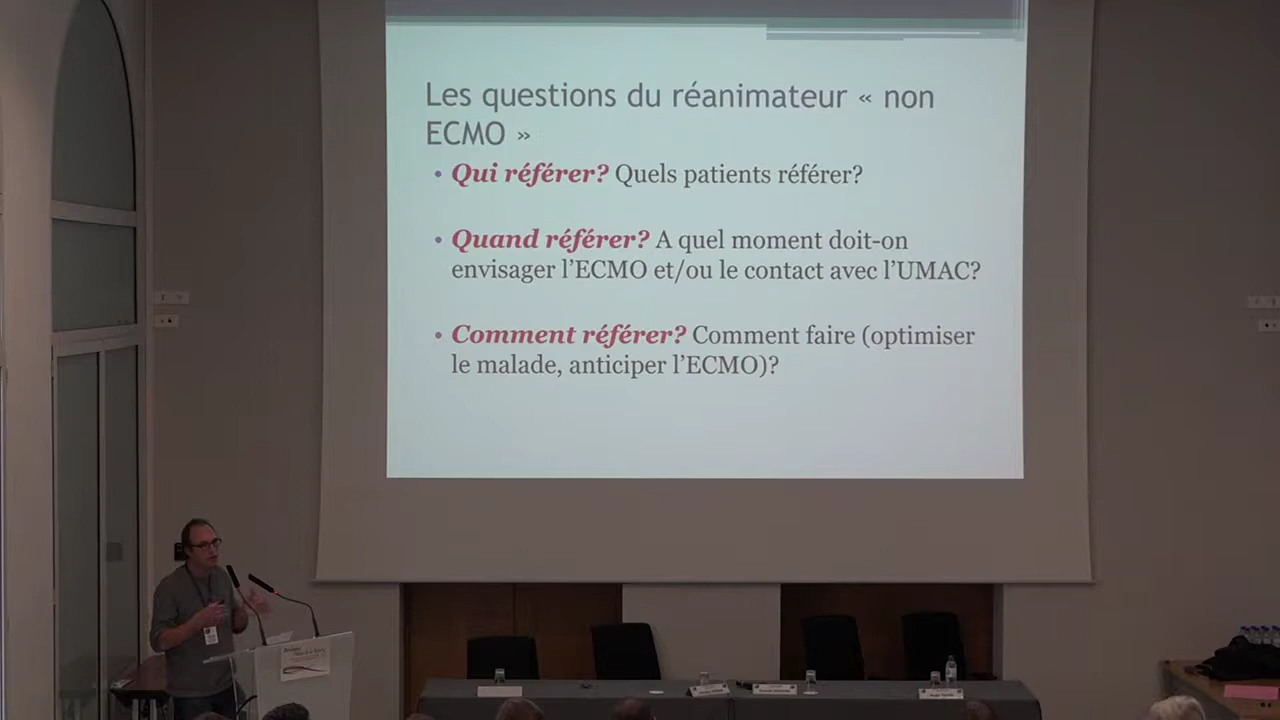 Les questions du réanimateur « non
ECMO »
• Qui référer? Quels patients référer?
• Quand référer? A quel moment doit-on
envisager l’ECMO et/ou le contact avec l’UMAC?
• Comment référer? Comment faire (optimiser
le malade, anticiper l’ECMO)?